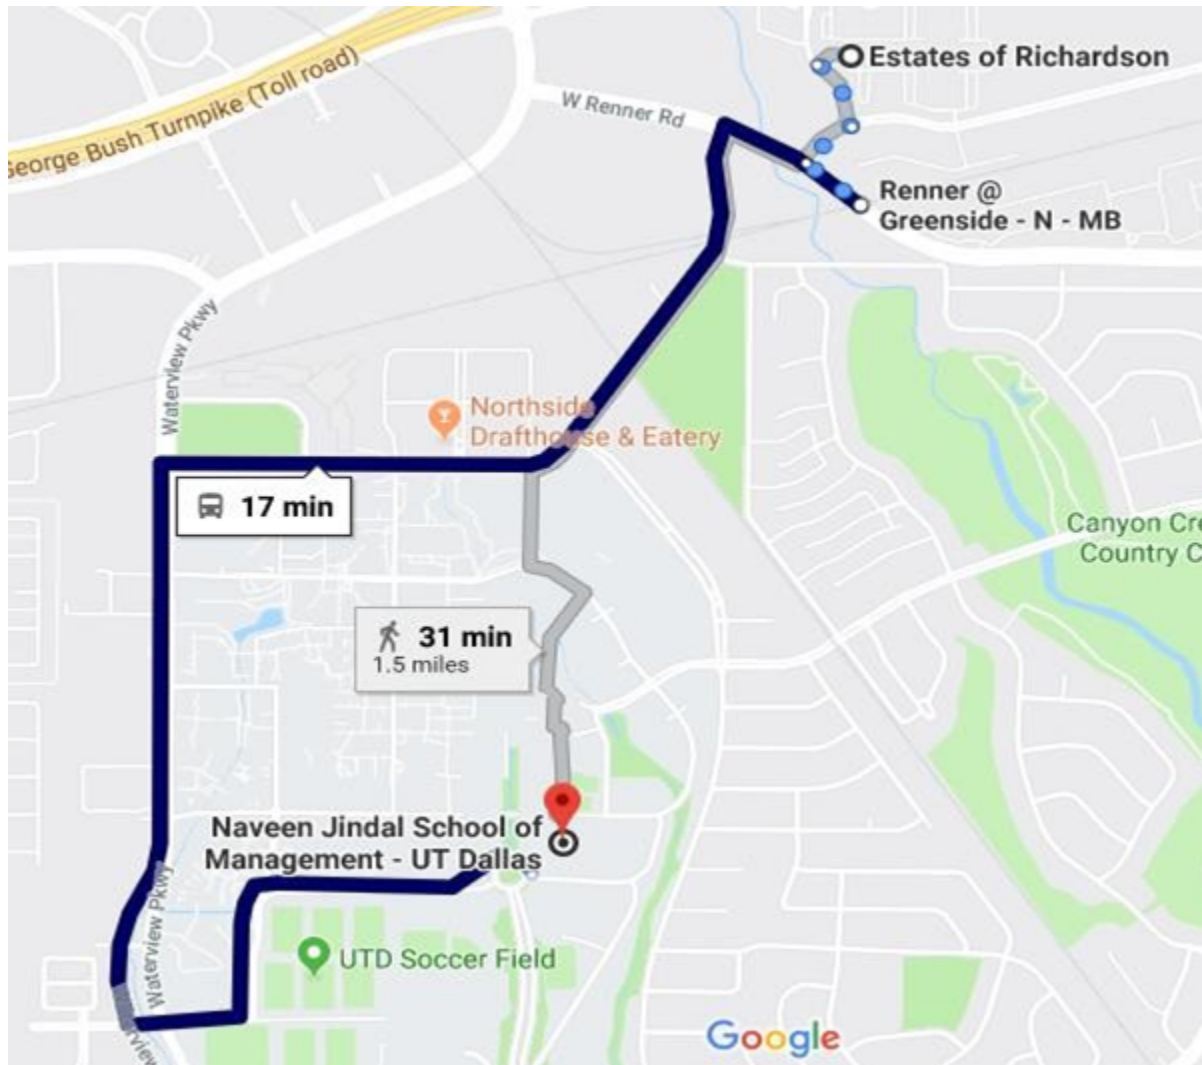 Estates of Richardson
George Bush Turnpike (Toll road)
W Renner Rd
Renner @
Greenside - N - MB
Waterview Pkwy
Northside
Drafthouse & Eatery
17 min
Canyon Cre
Country C
31 min
1.5 miles
Naveen Jindal School of
Management - UT Dallas
Waterview Pkwy
UTD Soccer Field
Google